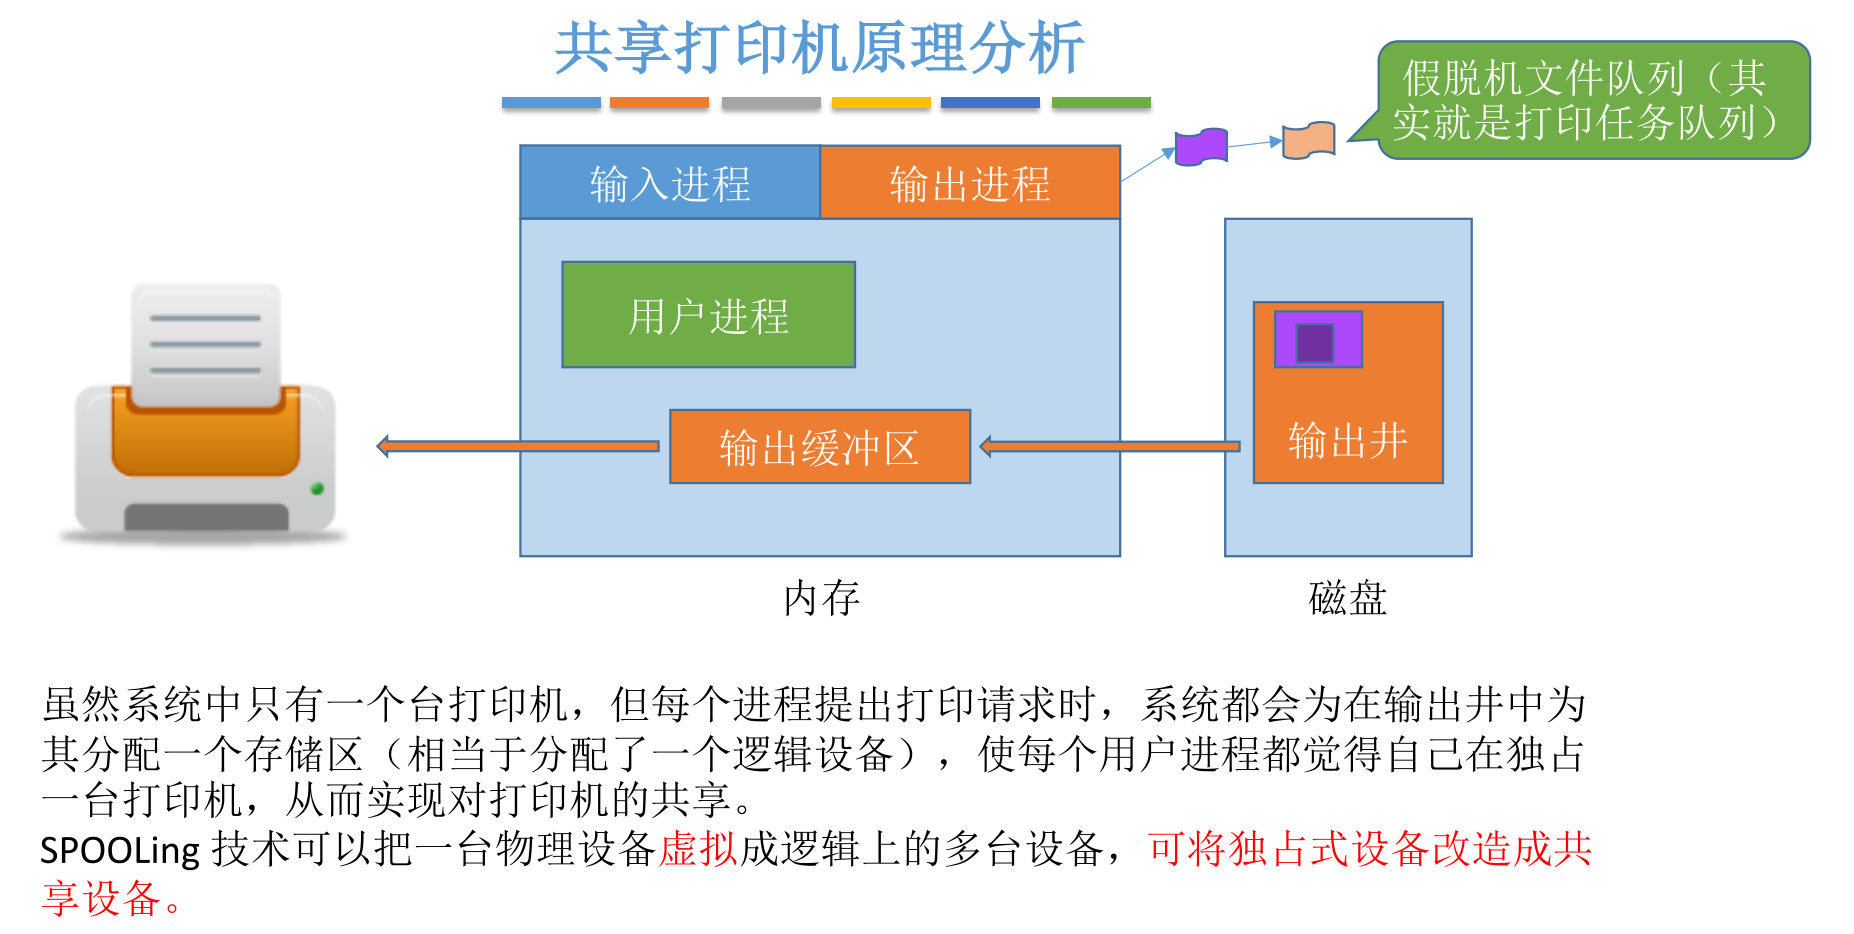 共享打印机原理分析
假脱机文件队列（其
实就是打印任务队列）
输入进程
输出进程
用户进程
输出缓冲区
输出井
内存
磁盘
虽然系统中只有一个台打印机，但每个进程提出打印请求时，系统都会为在输出井中为
其分配一个存储区（相当于分配了一个逻辑设备），使每个用户进程都觉得自己在独占
一台打印机，从而实现对打印机的共享。
SPOOLing 技术可以把一台物理设备虚拟成逻辑上的多台设备，可将独占式设备改造成共
享设备。